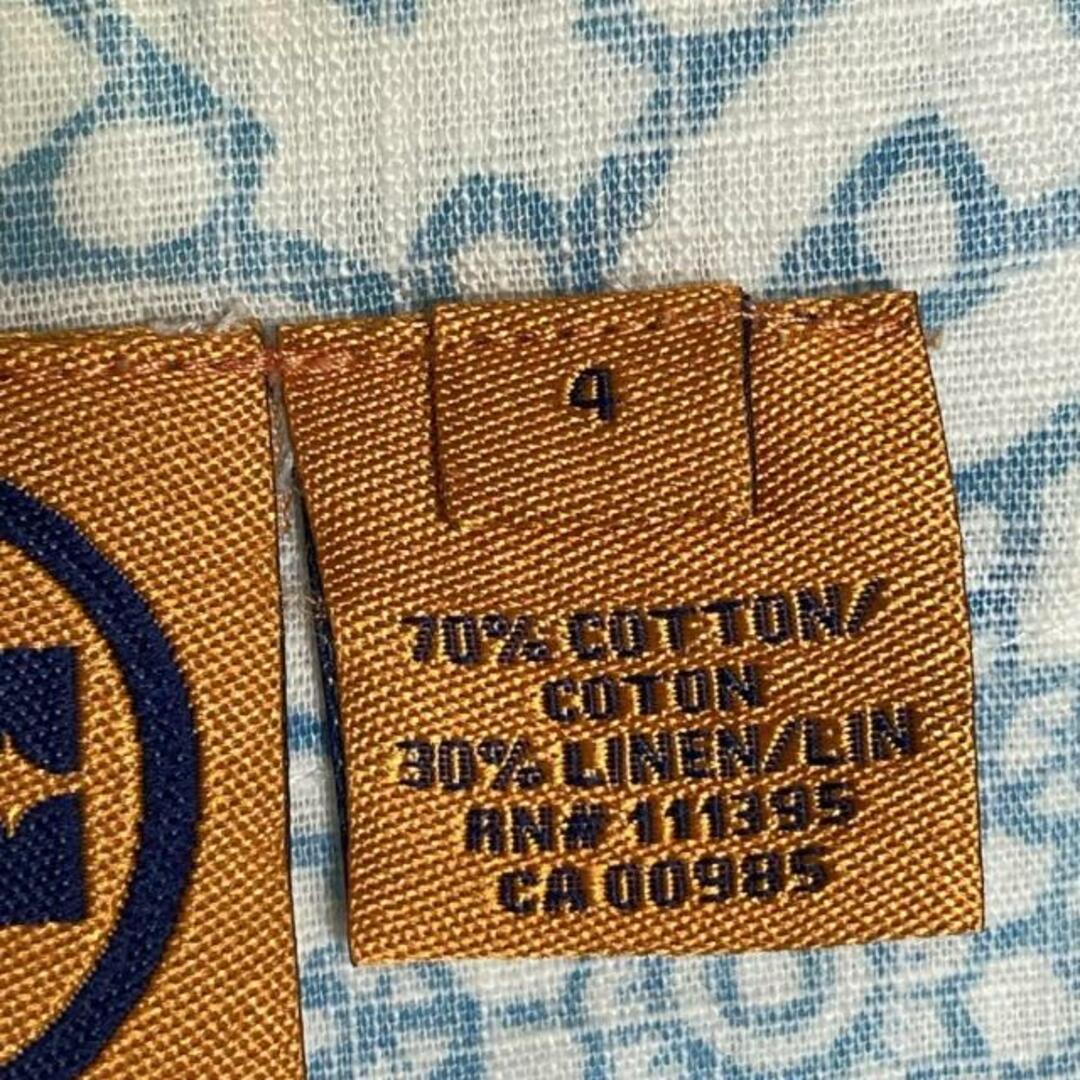 4
70% COTTON/
COTON
30% LINEN/LIN
RN# 111395
CA 00985